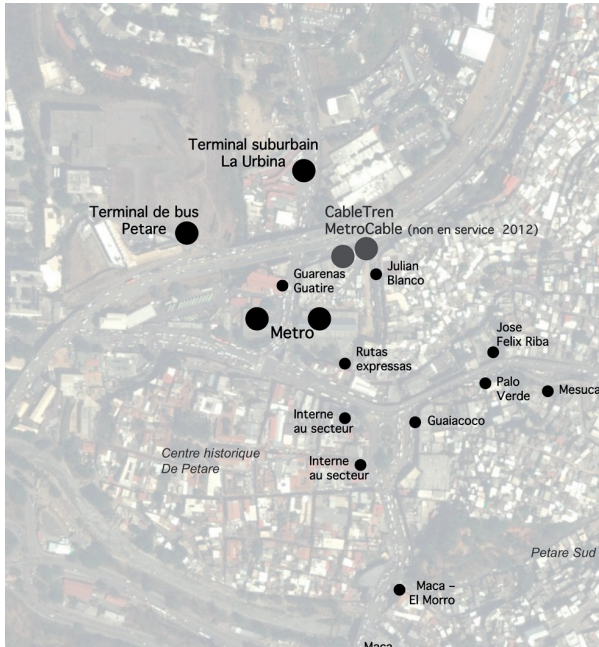 Terminal suburbain
La Urbina
Terminal de bus
Petare
CableTren
MetroCable (non en service 2012)
Guarenas
Guatire
Julian
Blanco
Metro
Jose
Felix Riba
Rutas
expressas
Palo
Verde
Mesuca
Interne
au secteur
Guaiacoco
Centre historique
De Petare
Interne
au secteur
Petare Sud
Maca –
El Morro
Maca